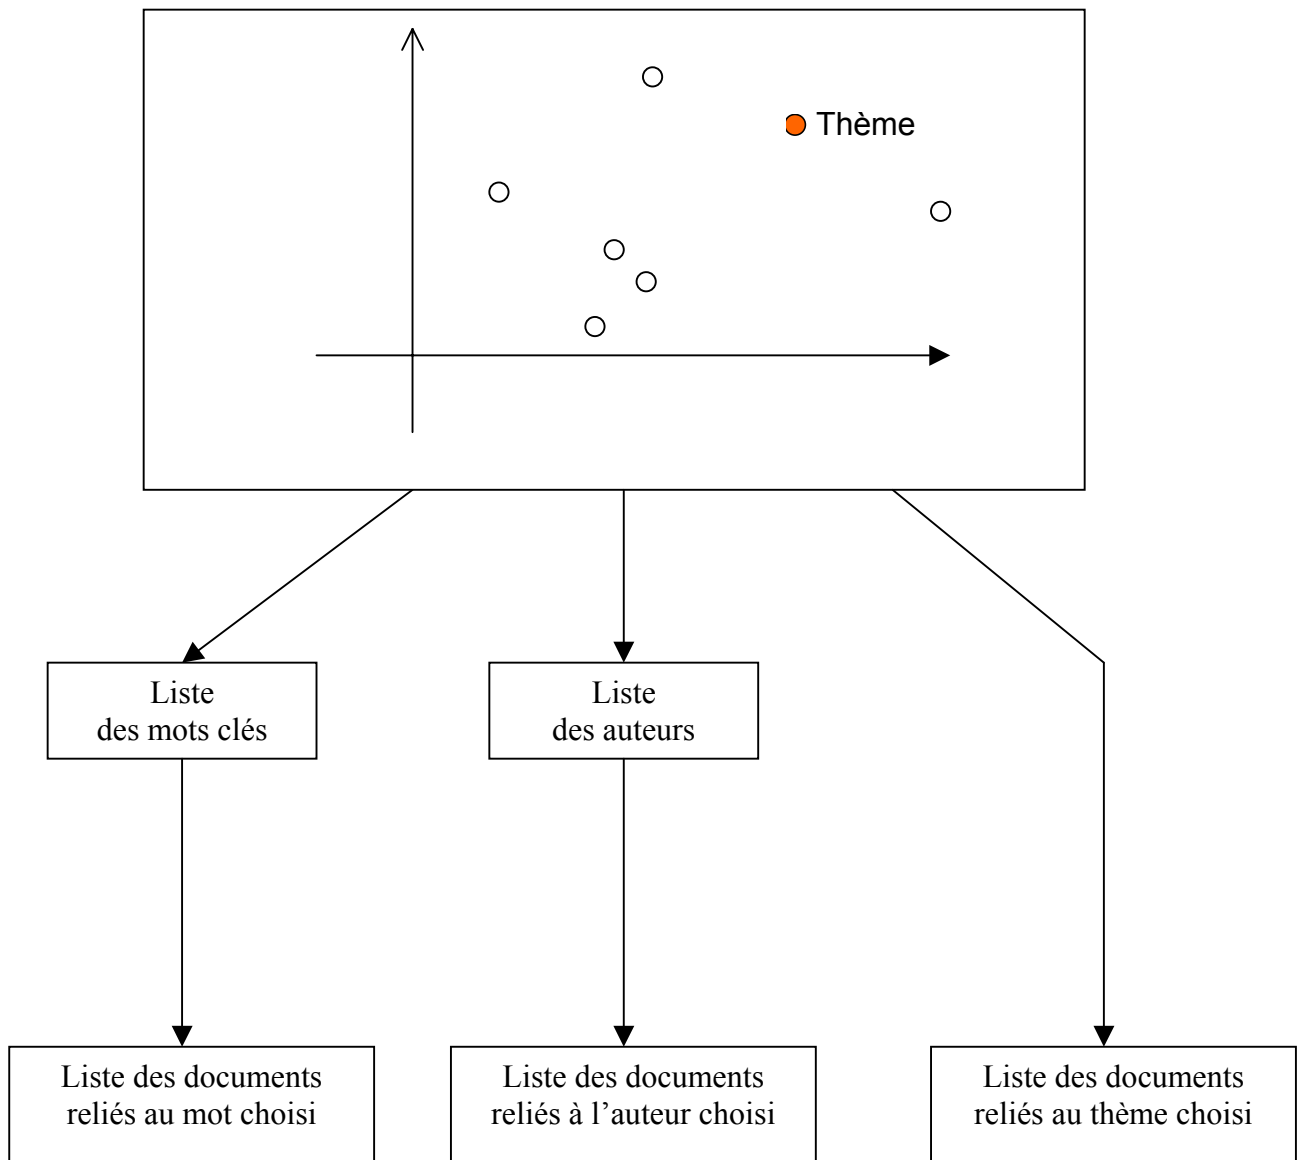 Thème
Liste
des mots clés
Liste
des auteurs
Liste des documents
reliés au mot choisi
Liste des documents
reliés à l’auteur choisi
Liste des documents
reliés au thème choisi